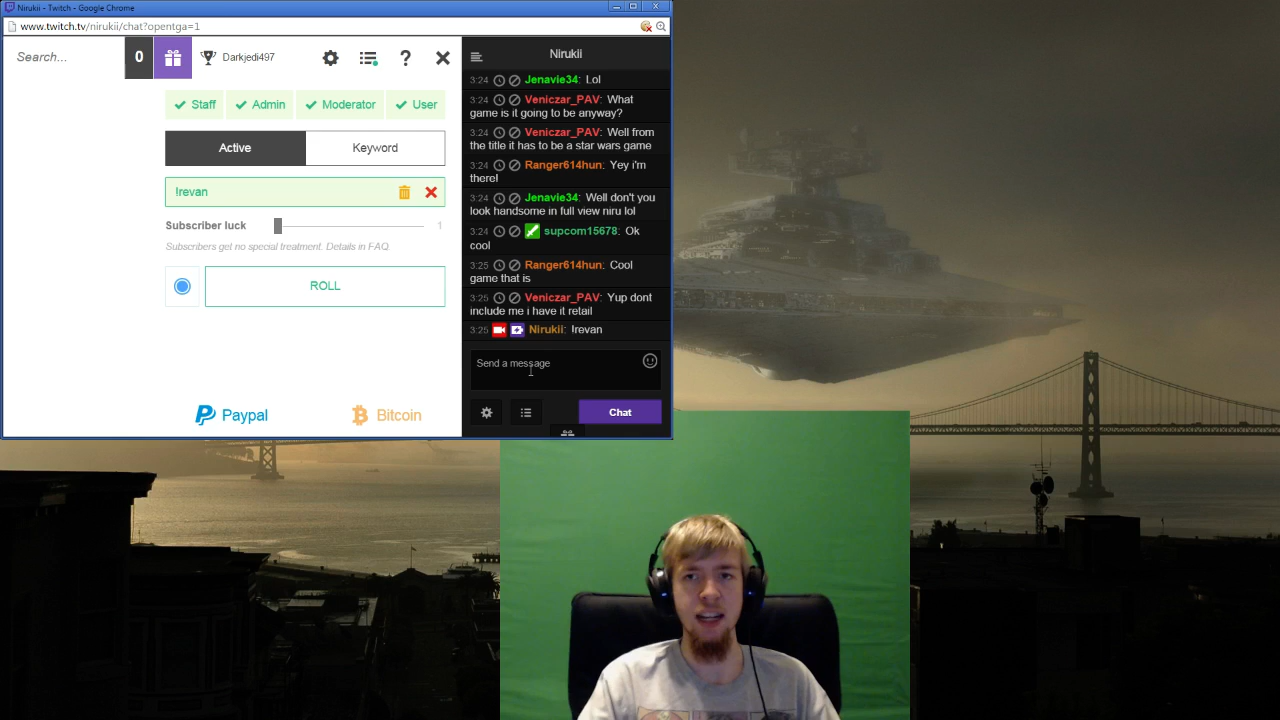 Nirukii - Twitch - Google Chrome
www.twitch.tv/nirukii/chat?opentga=1
Search...
0
Darkjedi497
Staff
Admin
Moderator
User
Active
Keyword
!revan
Subscriber luck
1
Subscribers get no special treatment. Details in FAQ.
ROLL
Paypal
Bitcoin
Nirukii
3:24 Jenavie34: Lol
3:24 Veniczar_PAV: What
game is it going to be anyway?
3:24 Veniczar_PAV: Well from
the title it has to be a star wars game
3:24 Ranger614hun: Yey i'm
there!
3:24 Jenavie34: Well don't you
look handsome in full view niru lol
3:24 supcom15678: Ok
cool
3:25 Ranger614hun: Cool
game that is
3:25 Veniczar_PAV: Yup dont
include me i have it retail
3:25 Nirukii: !revan
Send a message
Chat